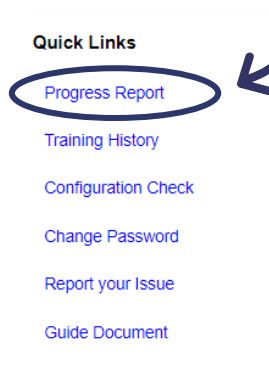 Quick Links
Progress Report
Training History
Configuration Check
Change Password
Report your Issue
Guide Document